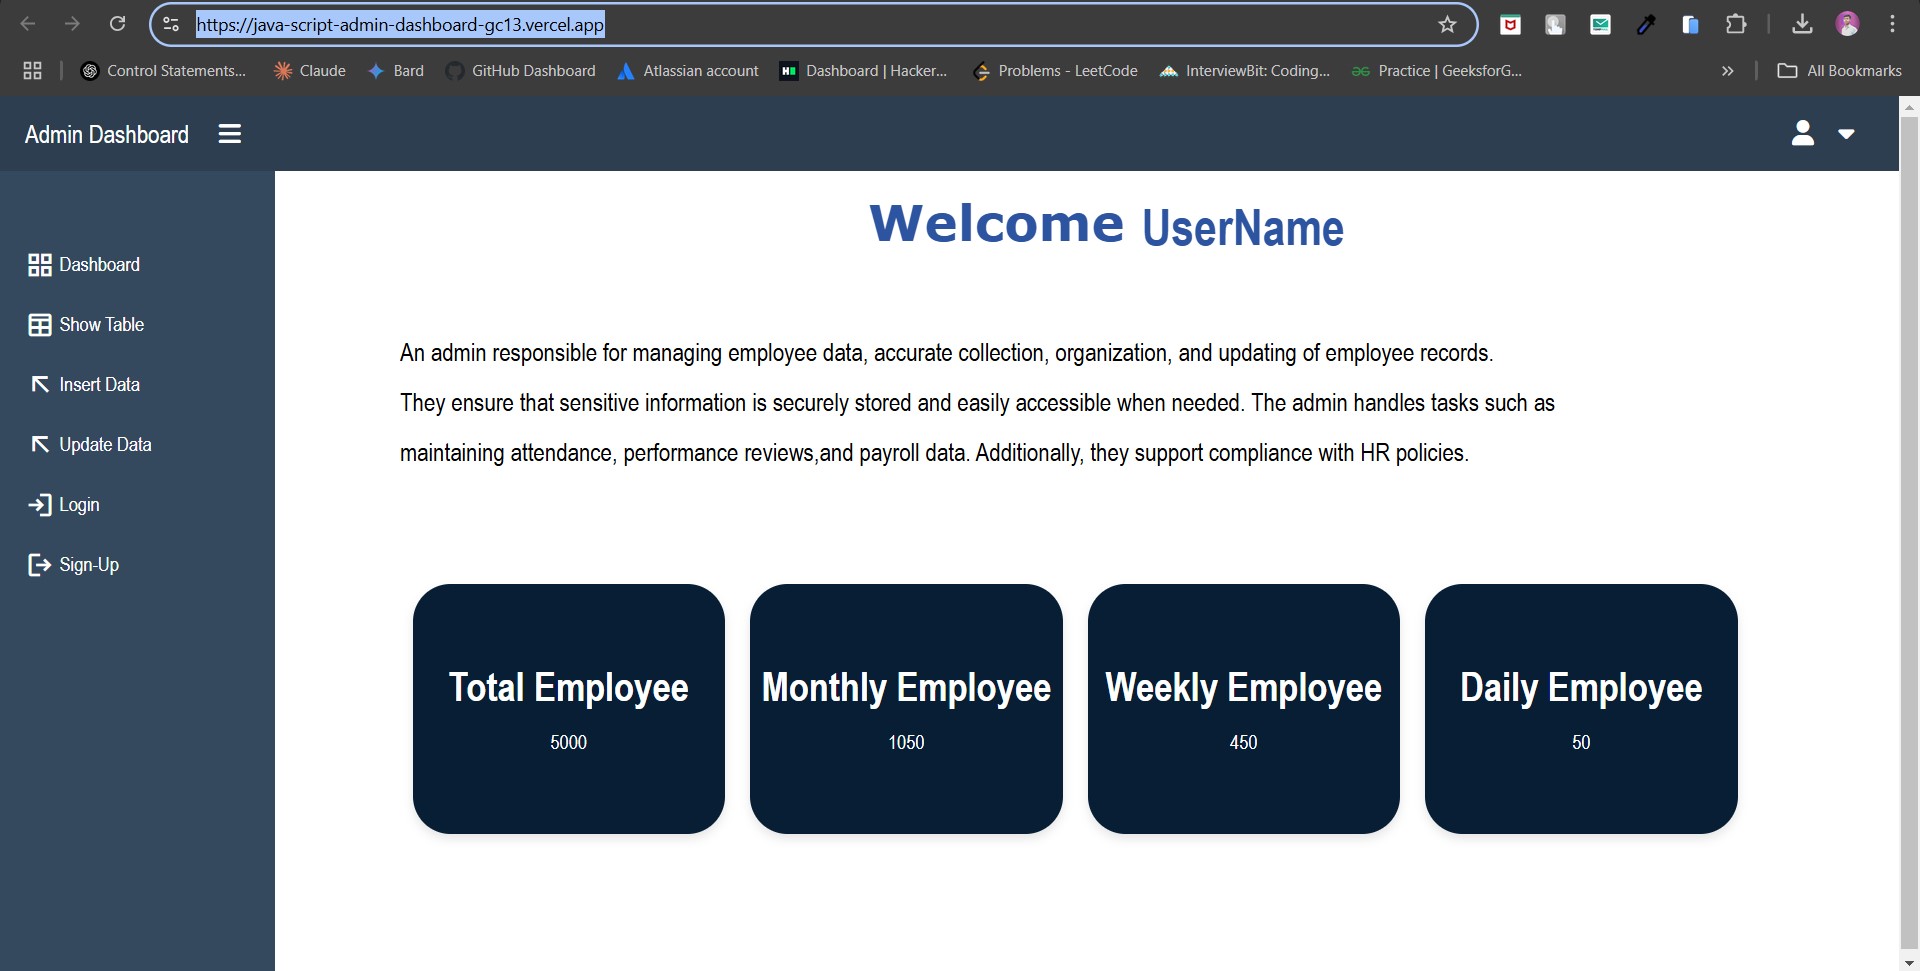 https://java-script-admin-dashboard-gc13.vercel.app
Control Statements... Claude Bard GitHub Dashboard Atlassian account Dashboard | Hacker... Problems - LeetCode InterviewBit: Coding... Practice | GeeksforG... » All Bookmarks
Admin Dashboard
Welcome UserName
Dashboard
Show Table
Insert Data
Update Data
Login
Sign-Up
An admin responsible for managing employee data, accurate collection, organization, and updating of employee records.
They ensure that sensitive information is securely stored and easily accessible when needed. The admin handles tasks such as
maintaining attendance, performance reviews,and payroll data. Additionally, they support compliance with HR policies.
Total Employee
5000
Monthly Employee
1050
Weekly Employee
450
Daily Employee
50